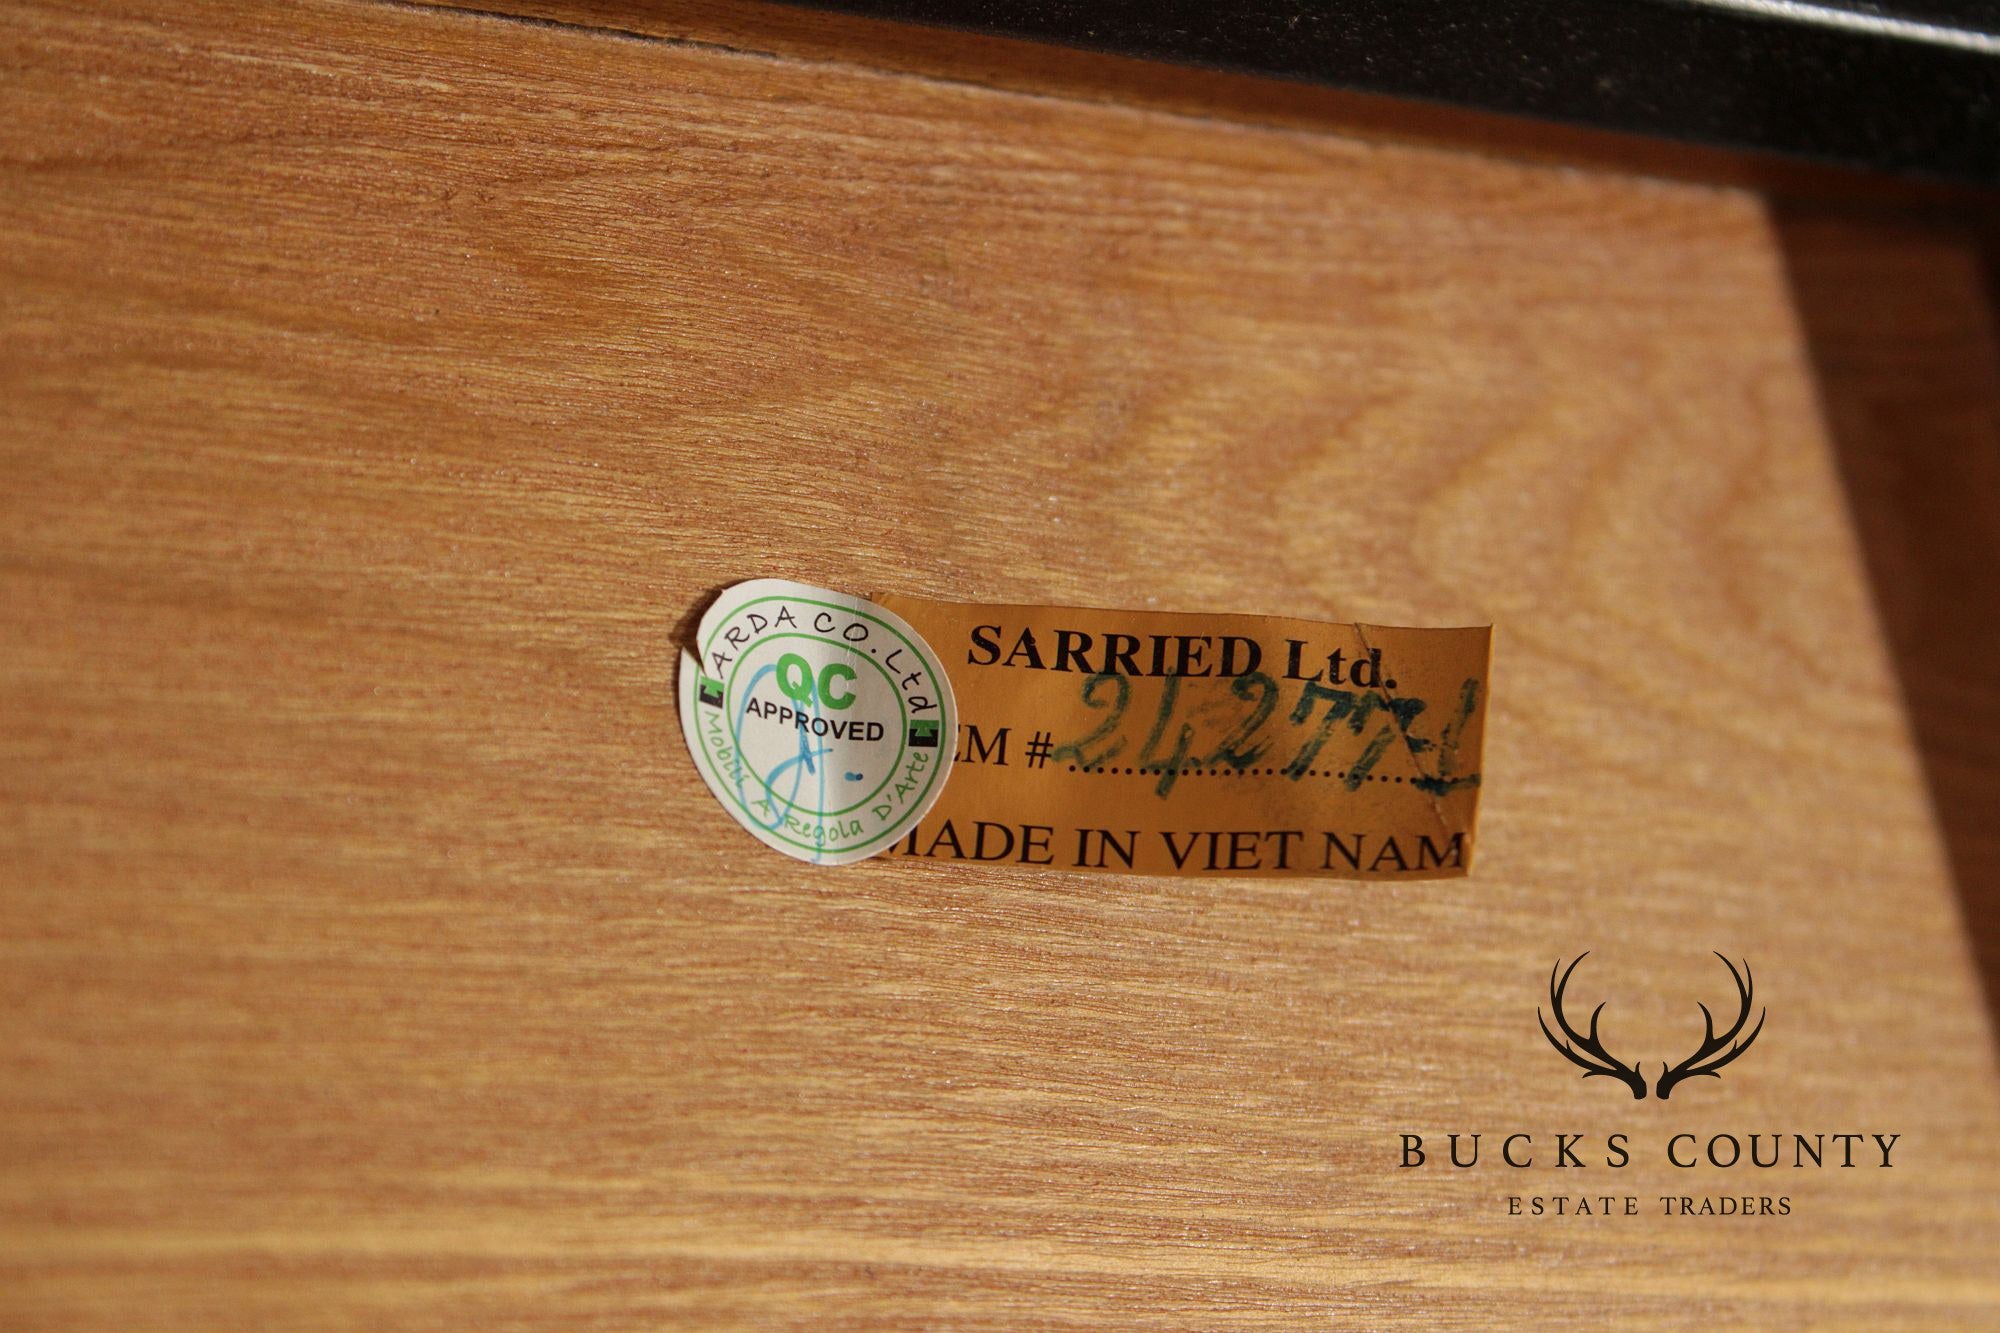 ARDA CO. Ltd
QC
APPROVED
Mobili A Regola D'Arte
SARRIED Ltd.
EM #
MADE IN VIET NAM
BUCKS COUNTY
ESTATE TRADERS